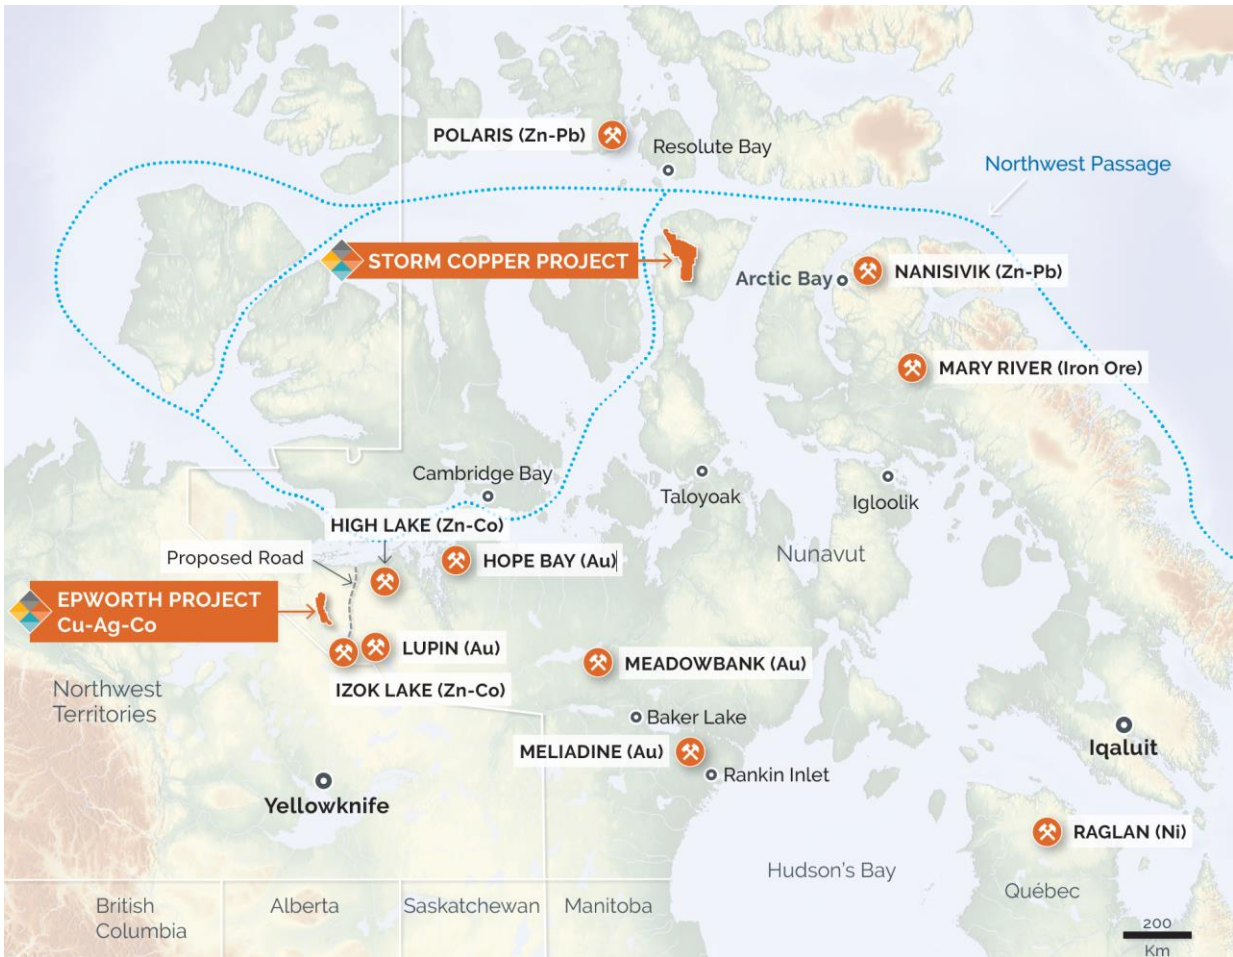 POLARIS (Zn-Pb)
Resolute Bay
Northwest Passage
STORM COPPER PROJECT
Arctic Bay
NANISIVIK (Zn-Pb)
MARY RIVER (Iron Ore)
Cambridge Bay
Taloyoak
Igloolik
HIGH LAKE (Zn-Co)
Proposed Road
HOPE BAY (Au)
Nunavut
EPWORTH PROJECT
Cu-Ag-Co
LUPIN (Au)
MEADOWBANK (Au)
IZOK LAKE (Zn-Co)
Northwest
Territories
Baker Lake
Iqaluit
MELIADINE (Au)
Rankin Inlet
Yellowknife
RAGLAN (Ni)
Hudson's Bay
Québec
British
Columbia
Alberta
Saskatchewan
Manitoba
200
Km